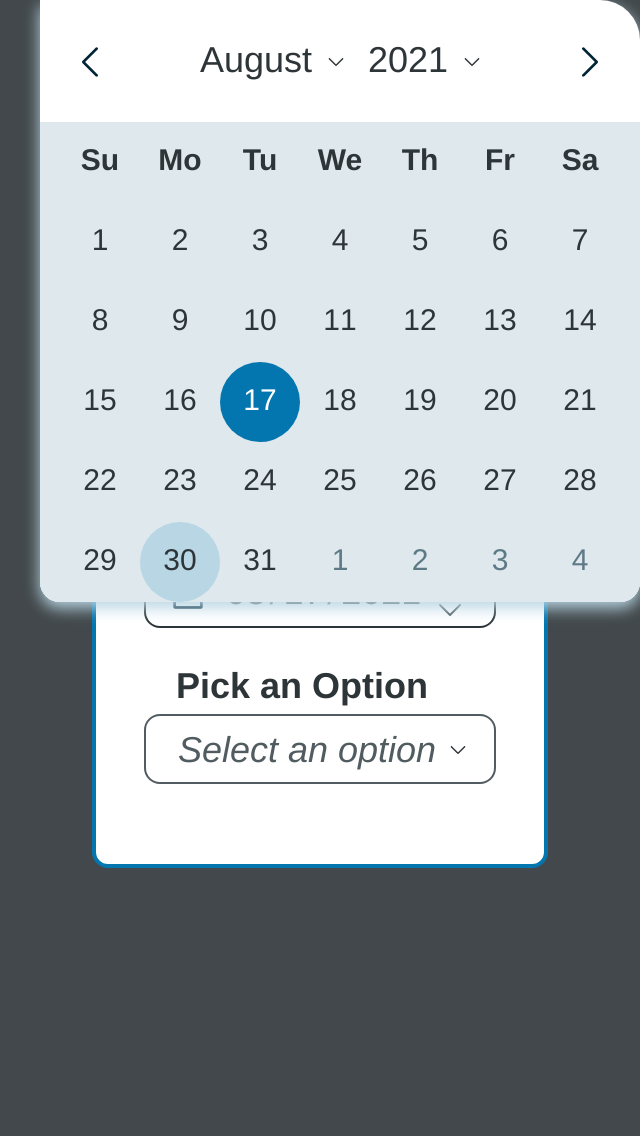 August 2021
Su Mo Tu We Th Fr Sa
1 2 3 4 5 6 7
8 9 10 11 12 13 14
15 16 17 18 19 20 21
22 23 24 25 26 27 28
29 30 31 1 2 3 4
Pick an Option
Select an option